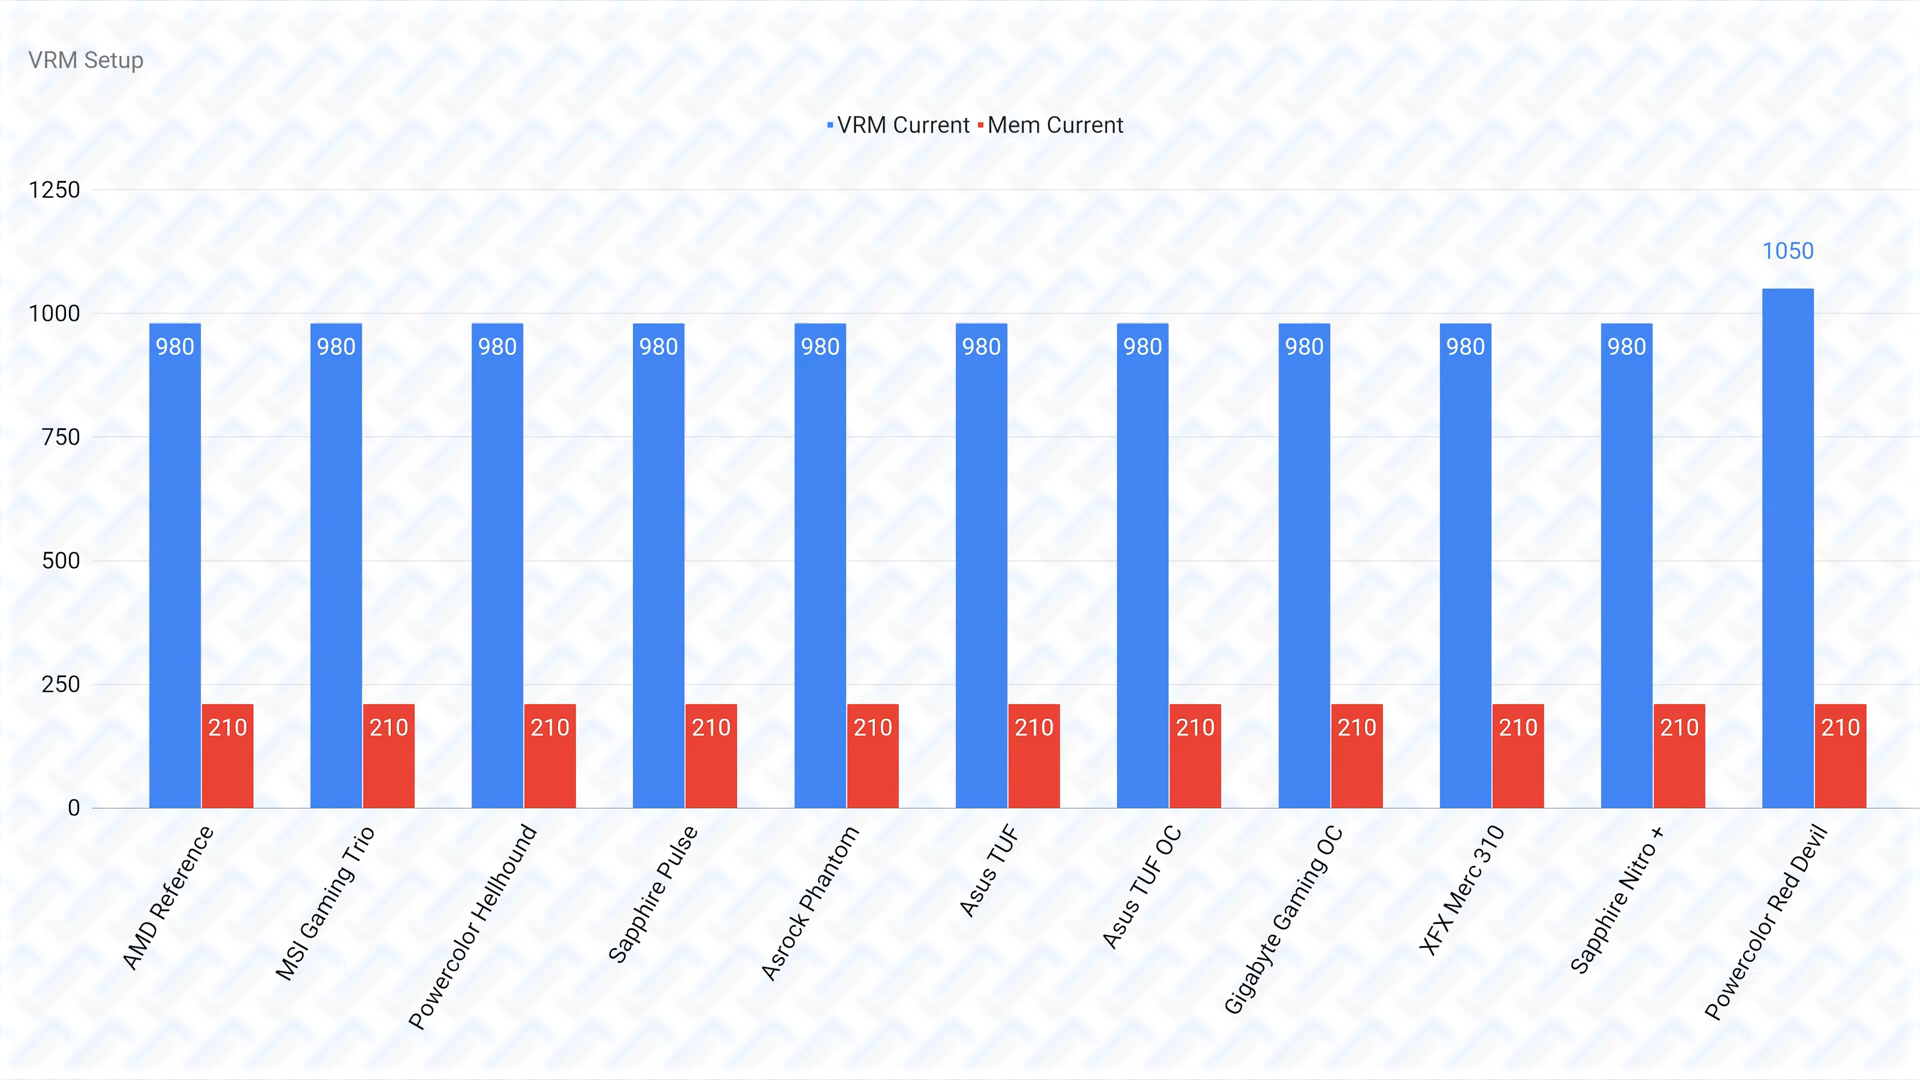 VRM Setup
VRM Current Mem Current
1250
1000
750
500
250
0
980 980 980 980 980 980 980 980 980 980 1050
210 210 210 210 210 210 210 210 210 210 210
AMD Reference
MSI Gaming Trio
Powercolor Hellhound
Sapphire Pulse
Asrock Phantom
Asus TUF
Asus TUF OC
Gigabyte Gaming OC
XFX Merc 310
Sapphire Nitro +
Powercolor Red Devil